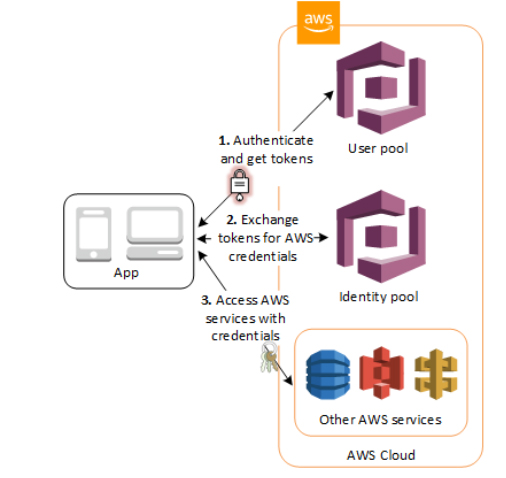 aws
1. Authenticate
and get tokens
User pool
2. Exchange
tokens for AWS
credentials
App
Identity pool
3. Access AWS
services with
credentials
Other AWS services
AWS Cloud